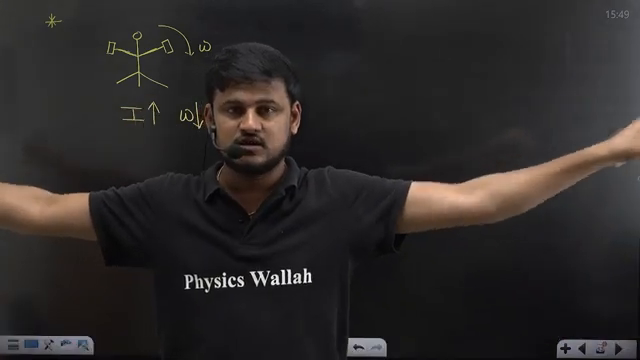 15:49
*
ω
I↑ ω↓
Physics Wallah